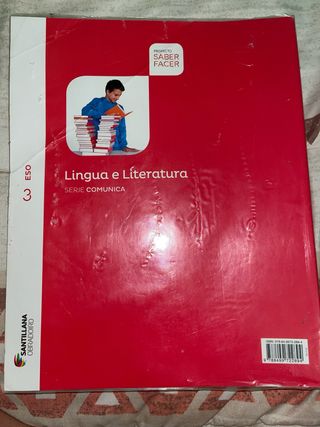 PROXECTO
SABER
FACER
Lingua e Literatura
SERIE COMUNICA
3 ESO
SANTILLANA
OBRADOIRO